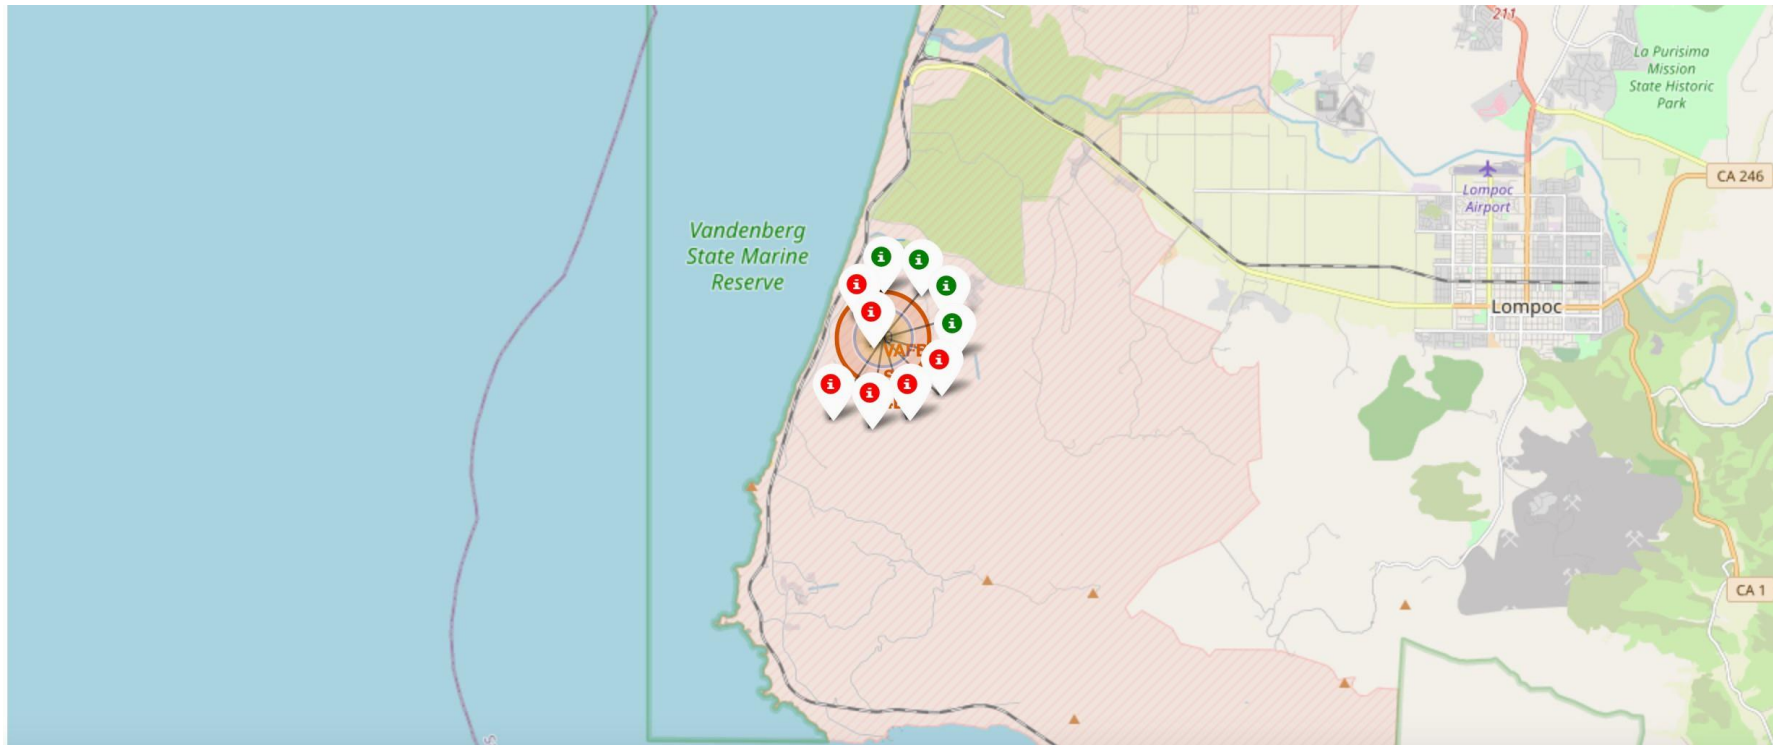 211
La Purisima
Mission
State Historic
Park
CA 246
Lompoc
Airport
Vandenberg
State Marine
Reserve
Lompoc
CA 1